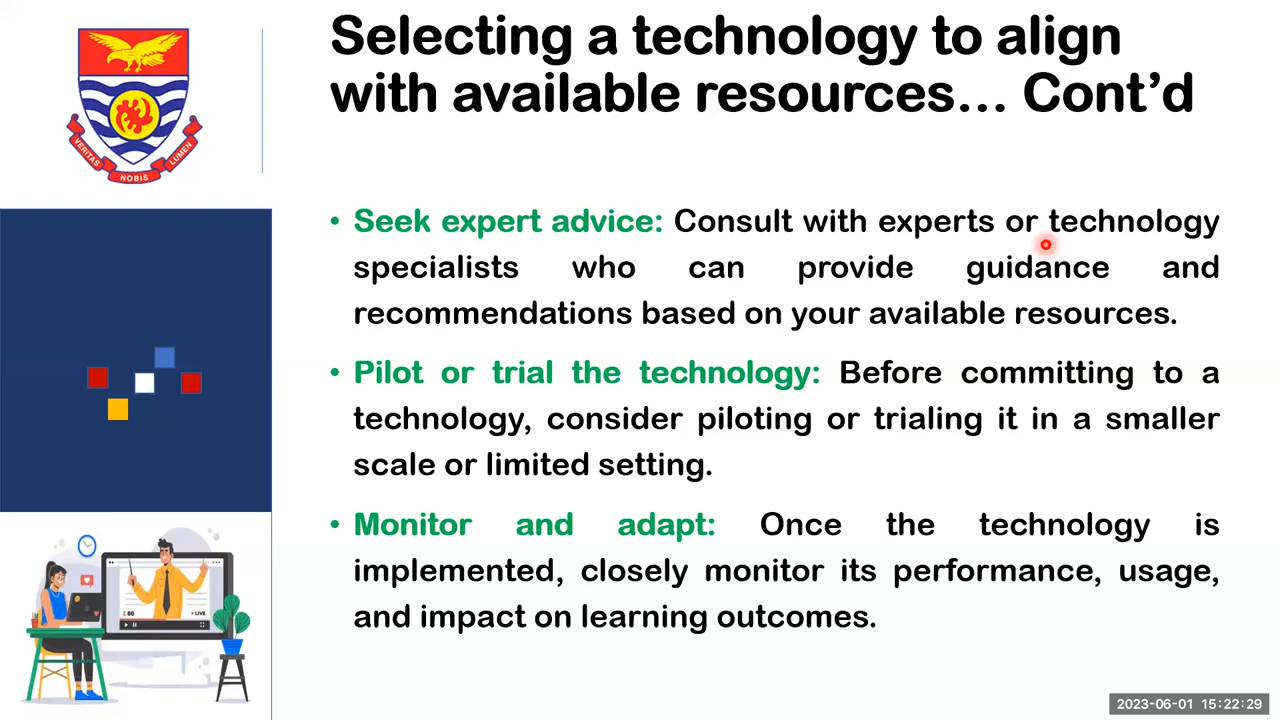 Selecting a technology to align
with available resources... Cont'd
VERITAS
NOBIS
LUMEN
• Seek expert advice: Consult with experts or technology
specialists who can provide guidance and
recommendations based on your available resources.
• Pilot or trial the technology: Before committing to a
technology, consider piloting or trialing it in a smaller
scale or limited setting.
• Monitor and adapt: Once the technology is
implemented, closely monitor its performance, usage,
and impact on learning outcomes.
80
LIVE
2023-06-01 15:22:29